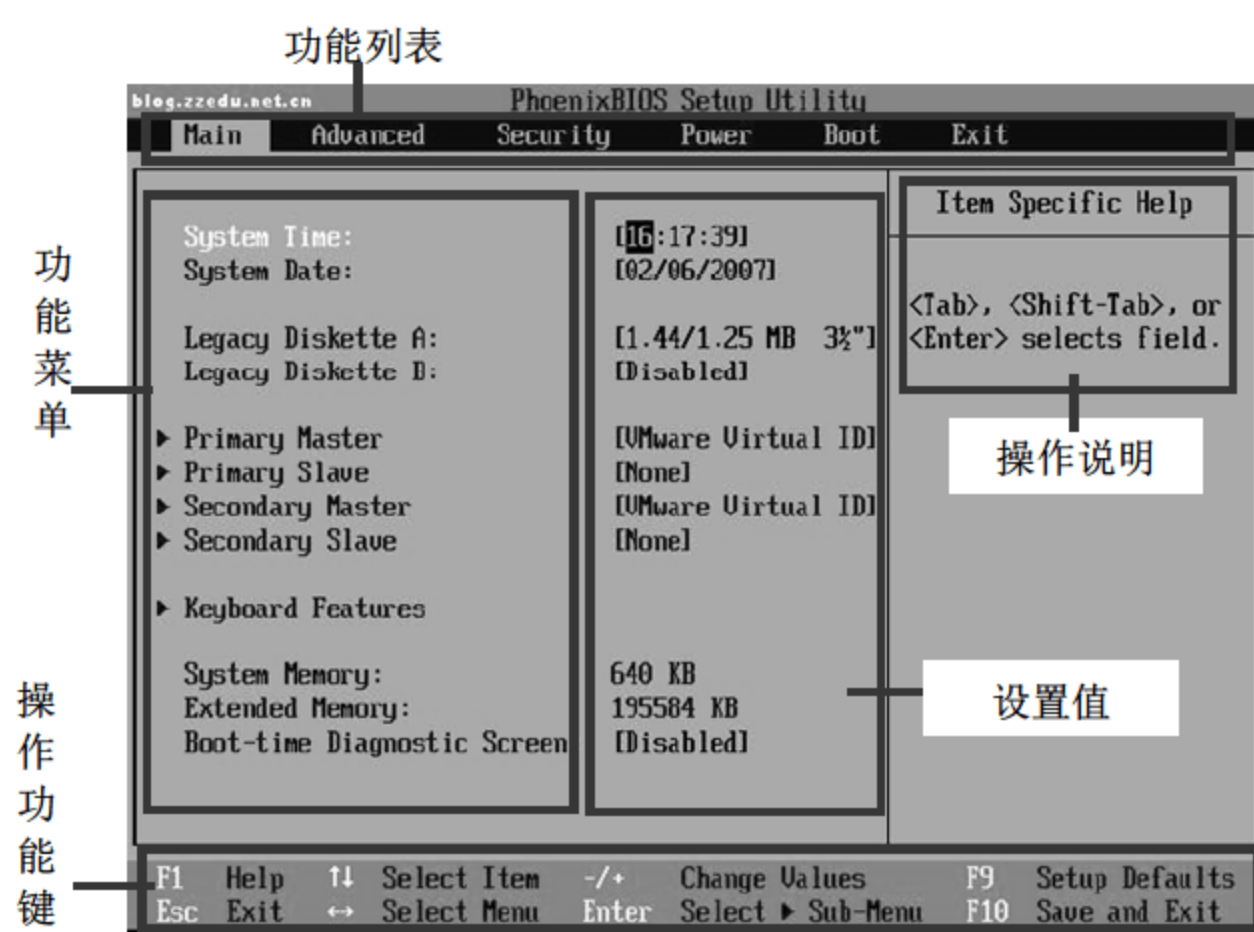 功能列表
blog.zzedu.net.cn PhoenixBIOS Setup Utility
Main Advanced Security Power Boot Exit
功能菜单
System Time: [16:17:39]
System Date: [02/06/2007]
Legacy Diskette A: [1.44/1.25 MB 3½"]
Legacy Diskette B: [Disabled]
▶ Primary Master [VMware Virtual ID]
▶ Primary Slave [None]
▶ Secondary Master [VMware Virtual ID]
▶ Secondary Slave [None]
▶ Keyboard Features
System Memory: 640 KB
Extended Memory: 195584 KB
Boot-time Diagnostic Screen [Disabled]
Item Specific Help
<Tab>, <Shift-Tab>, or
<Enter> selects field.
操作说明
设置值
操作功能键
F1 Help ↑↓ Select Item -/+ Change Values F9 Setup Defaults
Esc Exit ↔ Select Menu Enter Select ▶ Sub-Menu F10 Save and Exit